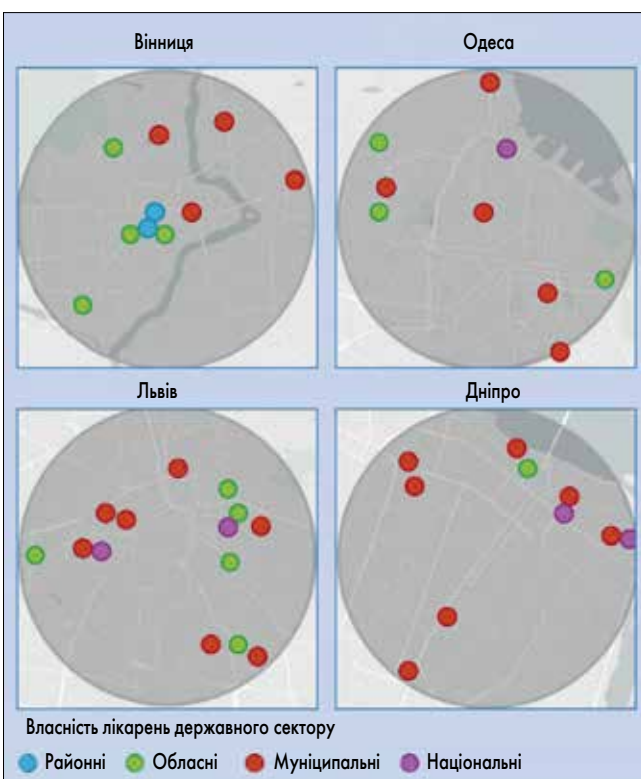 Вінниця
Одеса
Львів
Дніпро
Власність лікарень державного сектору
Районні Обласні Муніципальні Національні